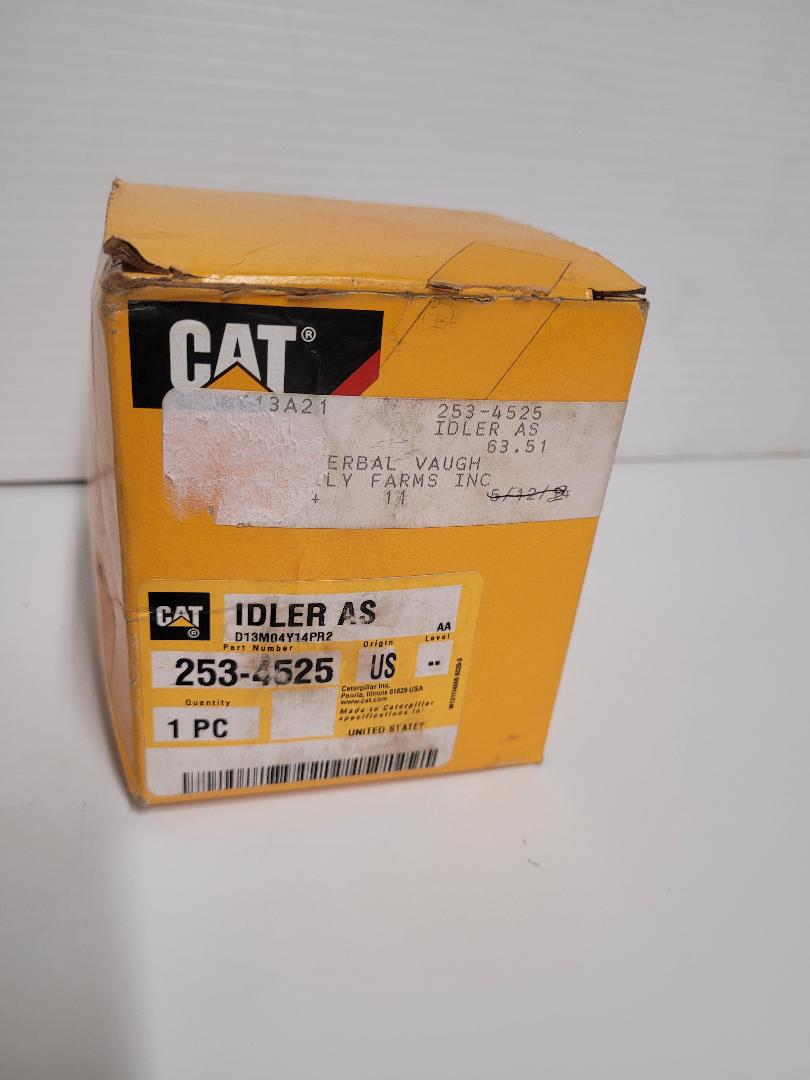 CAT®
13A21 253-4525
IDLER AS
63.51
ERBAL VAUGH
LY FARMS INC
11 5/12/
CAT® IDLER AS
D13M04Y14PR2 AA
Part Number Origin Level
253-4525 US --
Caterpillar Inc.
Peoria, Illinois 61629 USA
www.cat.com
Quantity
Made to Caterpillar
specifications in:
1 PC
UNITED STATES